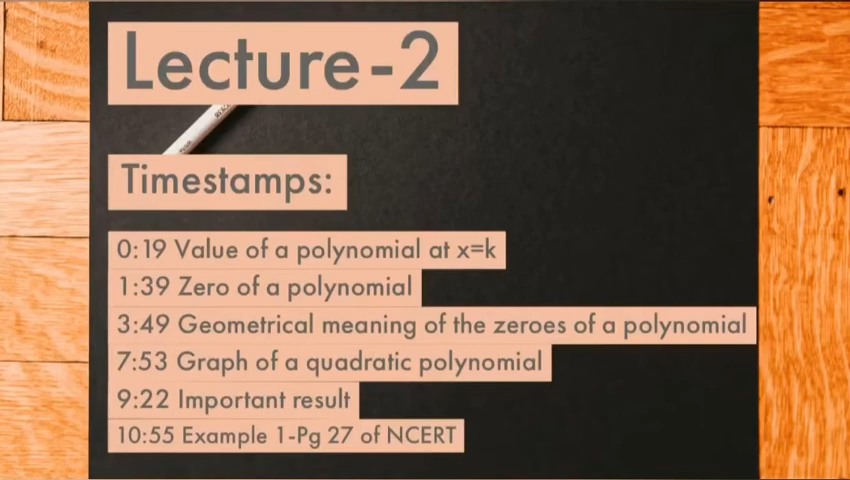 Lecture-2
Timestamps:
0:19 Value of a polynomial at x=k
1:39 Zero of a polynomial
3:49 Geometrical meaning of the zeroes of a polynomial
7:53 Graph of a quadratic polynomial
9:22 Important result
10:55 Example 1-Pg 27 of NCERT